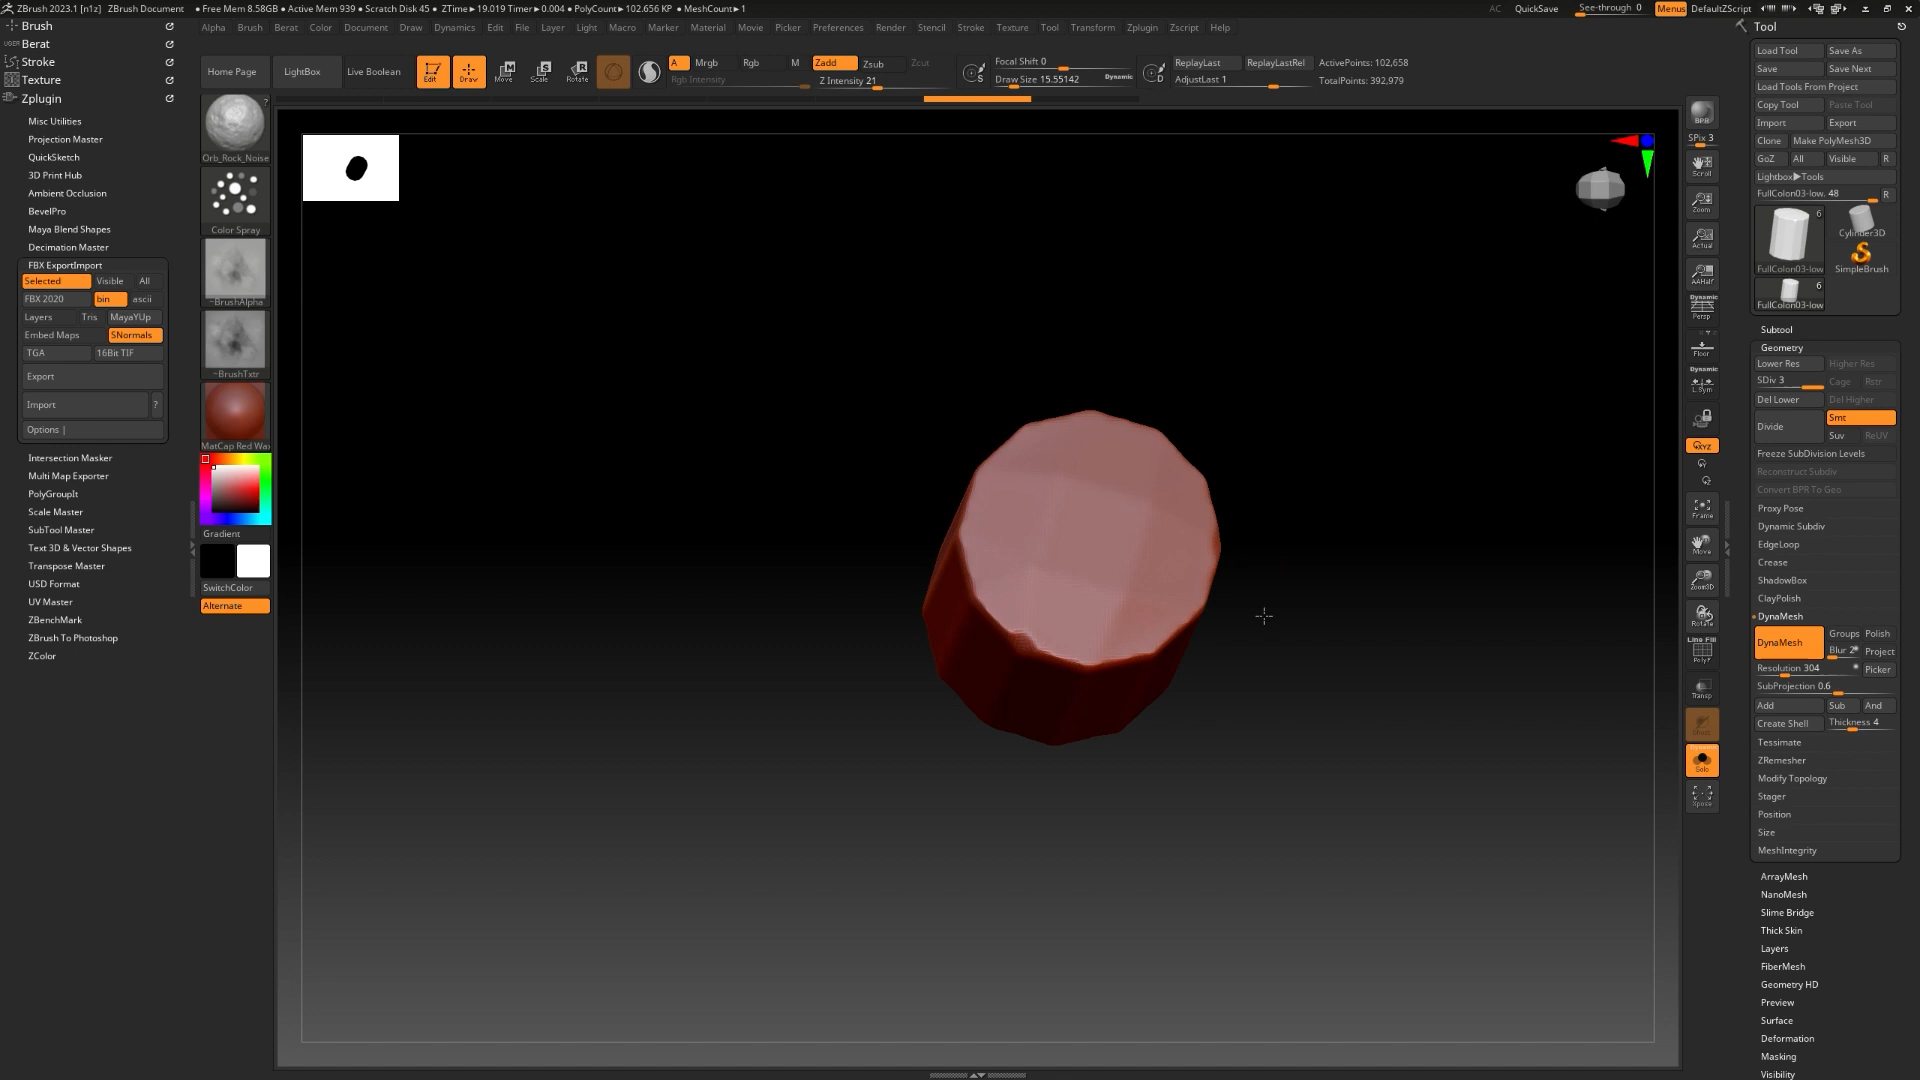 ZBrush 2023.1 [n1z] ZBrush Document ● Free Mem 8.58GB ● Active Mem 939 ● Scratch Disk 45 ● ZTime▶19.019 Timer▶0.004 ● PolyCount▶102.656 KP ● MeshCount▶1
AC QuickSave See-through 0 Menus DefaultZScript
Brush
Berat
Stroke
Texture
Zplugin
Alpha Brush Berat Color Document Draw Dynamics Edit File Layer Light Macro Marker Material Movie Picker Preferences Render Stencil Stroke Texture Tool Transform Zplugin Zscript Help
Home Page LightBox Live Boolean Edit Draw Move Scale Rotate
A Mrgb Rgb M Zadd Zsub Zcut
Rgb Intensity Z Intensity 21
Focal Shift 0
Draw Size 15.55142 Dynamic
S
D
ReplayLast ReplayLastRel ActivePoints: 102,658
AdjustLast 1 TotalPoints: 392,979
Misc Utilities
Projection Master
QuickSketch
3D Print Hub
Ambient Occlusion
BevelPro
Maya Blend Shapes
Decimation Master
FBX ExportImport
Selected Visible All
FBX 2020 bin ascii
Layers Tris MayaYUp
Embed Maps SNormals
TGA 16Bit TIF
Export
Import ?
Options |
Intersection Masker
Multi Map Exporter
PolyGroupIt
Scale Master
SubTool Master
Text 3D & Vector Shapes
Transpose Master
USD Format
UV Master
ZBenchMark
ZBrush To Photoshop
ZColor
?
Orb_Rock_Noise
Color Spray
~BrushAlpha
~BrushTxtr
MatCap Red Wa
Gradient
SwitchColor
Alternate
BPR
SPix 3
Scroll
Zoom
Actual
AAHalf
Dynamic
Persp
Floor
Dynamic
L.Sym
XYZ
Frame
Move
Zoom3D
Rotate
Line Fill
PolyF
Transp
Ghost
Solo
Xpose
Tool
Load Tool Save As
Save Save Next
Load Tools From Project
Copy Tool Paste Tool
Import Export
Clone Make PolyMesh3D
GoZ All Visible R
Lightbox▶Tools
FullColon03-low. 48 R
6
Cylinder3D
FullColon03-low SimpleBrush
6
FullColon03-low
Subtool
Geometry
Lower Res Higher Res
SDiv 3 Cage Rstr
Del Lower Del Higher
Divide Smt
Suv ReUV
Freeze SubDivision Levels
Reconstruct Subdiv
Convert BPR To Geo
Proxy Pose
Dynamic Subdiv
EdgeLoop
Crease
ShadowBox
ClayPolish
DynaMesh
DynaMesh Groups Polish
Blur 2 Project
Resolution 304 Picker
SubProjection 0.6
Add Sub And
Create Shell Thickness 4
Tessimate
ZRemesher
Modify Topology
Stager
Position
Size
MeshIntegrity
ArrayMesh
NanoMesh
Slime Bridge
Thick Skin
Layers
FiberMesh
Geometry HD
Preview
Surface
Deformation
Masking
Visibility